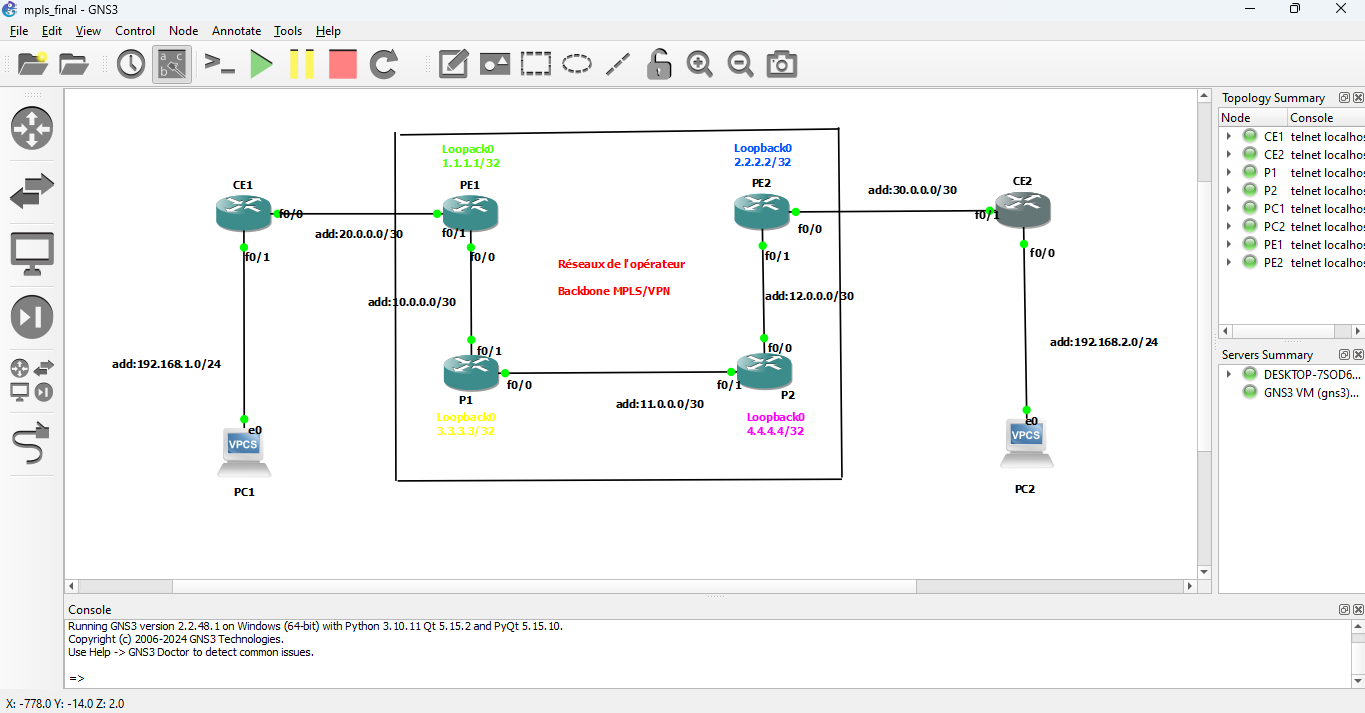 mpls_final - GNS3
File Edit View Control Node Annotate Tools Help
Topology Summary
Node Console
CE1 telnet localhos
CE2 telnet localhos
P1 telnet localhos
P2 telnet localhos
PC1 telnet localhos
PC2 telnet localhos
PE1 telnet localhos
PE2 telnet localhos
Servers Summary
DESKTOP-7SOD6...
GNS3 VM (gns3)...
Loopack0
1.1.1.1/32
Loopback0
2.2.2.2/32
CE1
PE1
PE2
CE2
add:30.0.0.0/30
f0/0
add:20.0.0.0/30
f0/1
f0/0
f0/0
f0/1
f0/1
f0/1
f0/0
Réseaux de l'opérateur
Backbone MPLS/VPN
add:10.0.0.0/30
add:12.0.0.0/30
add:192.168.1.0/24
add:192.168.2.0/24
f0/1
f0/0
f0/0
f0/1
P1
P2
add:11.0.0.0/30
Loopback0
3.3.3.3/32
Loopback0
4.4.4.4/32
e0
VPCS
PC1
e0
VPCS
PC2
Console
Running GNS3 version 2.2.48.1 on Windows (64-bit) with Python 3.10.11 Qt 5.15.2 and PyQt 5.15.10.
Copyright (c) 2006-2024 GNS3 Technologies.
Use Help -> GNS3 Doctor to detect common issues.
=>
X: -778.0 Y: -14.0 Z: 2.0